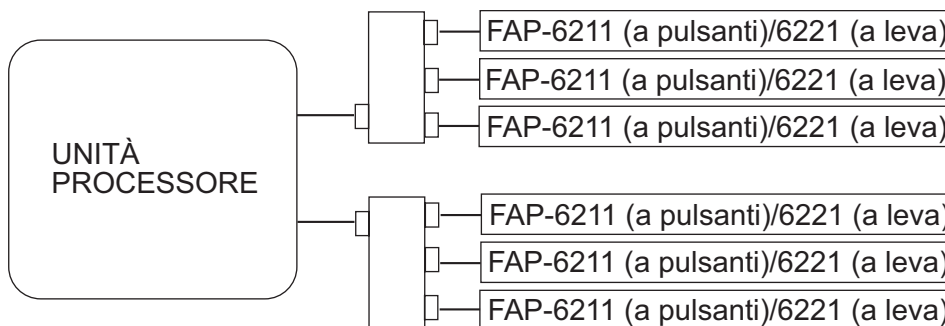 FAP-6211 (a pulsanti)/6221 (a leva)
FAP-6211 (a pulsanti)/6221 (a leva)
FAP-6211 (a pulsanti)/6221 (a leva)
UNITÀ
PROCESSORE
FAP-6211 (a pulsanti)/6221 (a leva)
FAP-6211 (a pulsanti)/6221 (a leva)
FAP-6211 (a pulsanti)/6221 (a leva)